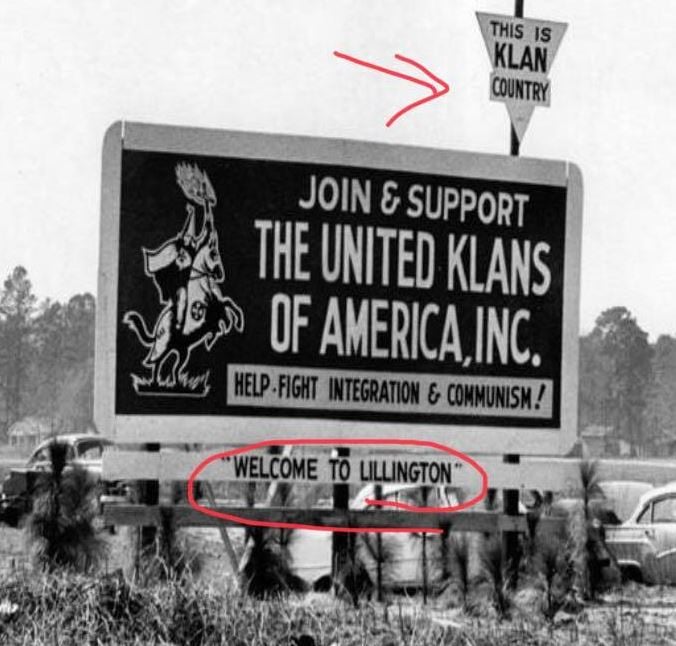 THIS IS
KLAN
COUNTRY
JOIN & SUPPORT
THE UNITED KLANS
OF AMERICA, INC.
HELP-FIGHT INTEGRATION & COMMUNISM!
"WELCOME TO LILLINGTON"